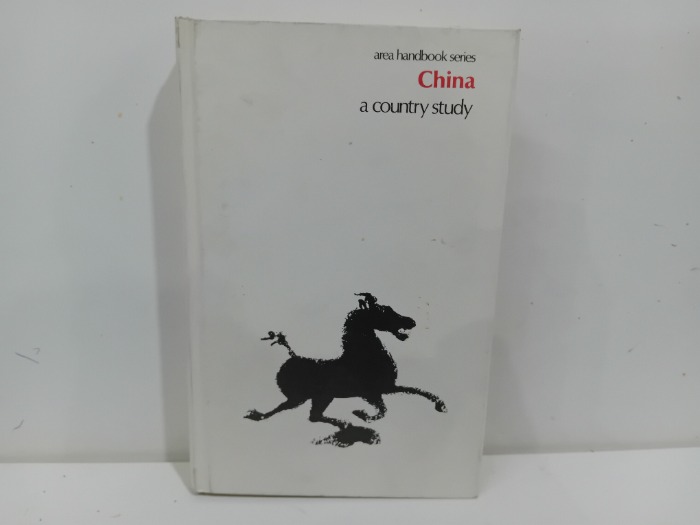 area handbook series
China
a country study